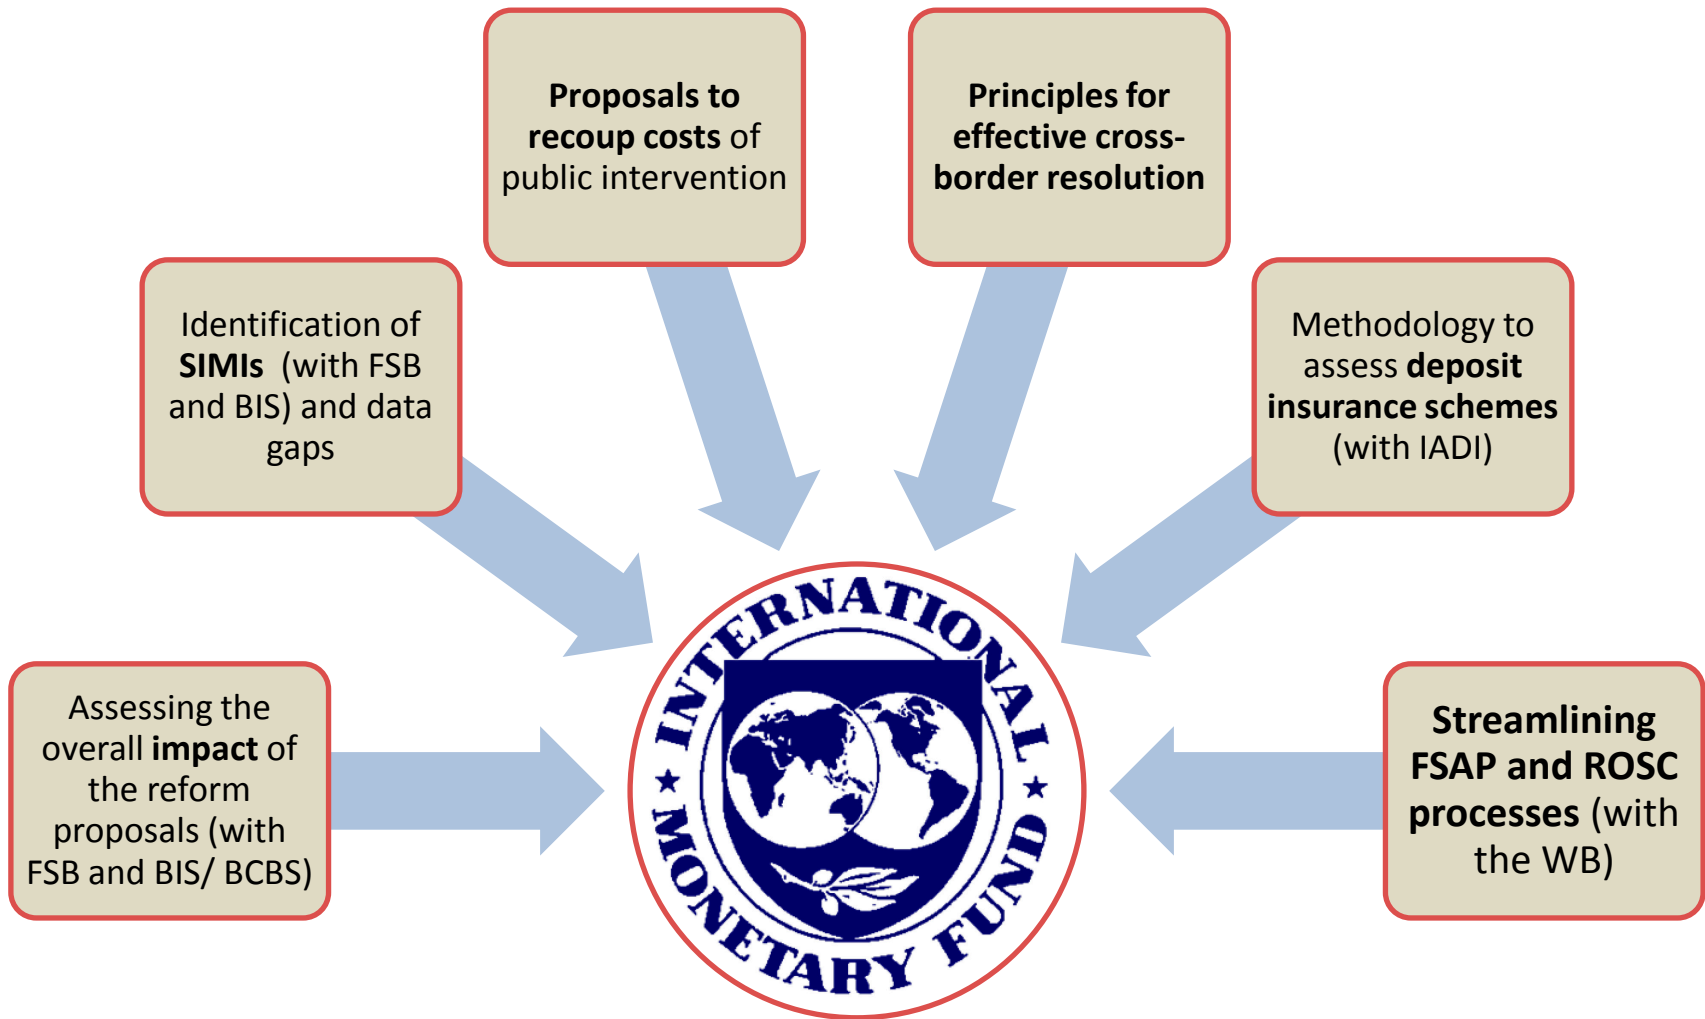 Proposals to
recoup costs of
public intervention
Principles for
effective cross-
border resolution
Identification of
SIMIs (with FSB
and BIS) and data
gaps
Methodology to
assess deposit
insurance schemes
(with IADI)
Assessing the
overall impact of
the reform
proposals (with
FSB and BIS/ BCBS)
Streamlining
FSAP and ROSC
processes (with
the WB)
INTERNATIONAL
MONETARY FUND